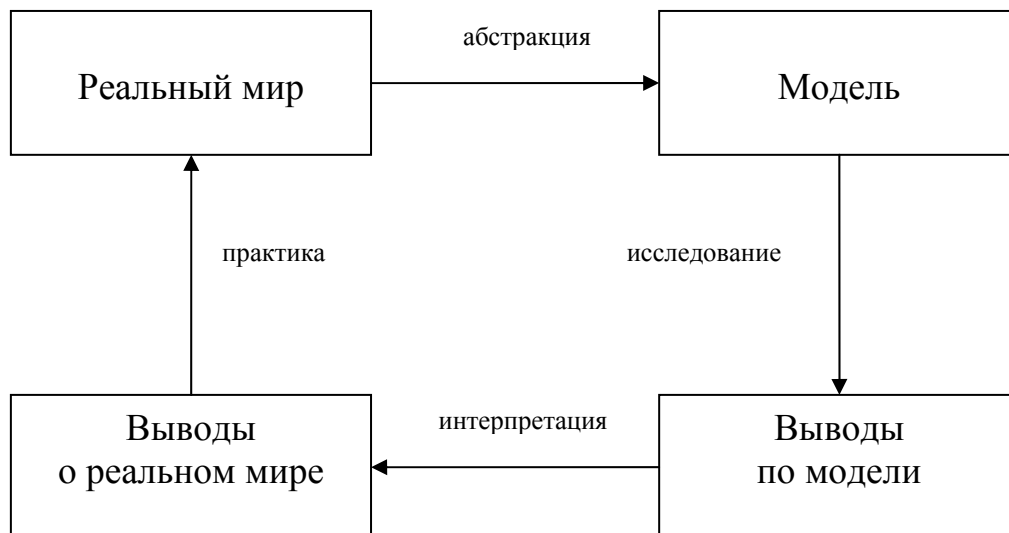 абстракция
Реальный мир
Модель
практика
исследование
Выводы
о реальном мире
интерпретация
Выводы
по модели